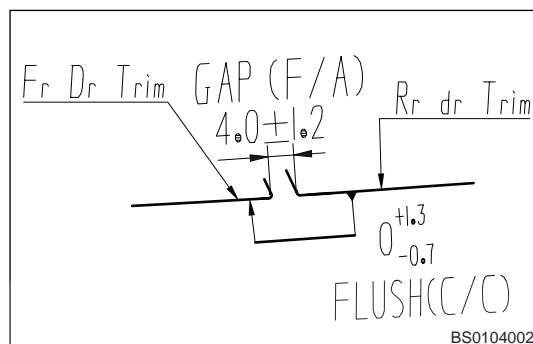 Fr Dr Trim
GAP (F/A)
4.0±1.2
Rr dr Trim
0 +1.3 -0.7
FLUSH(C/C)
BS0104002